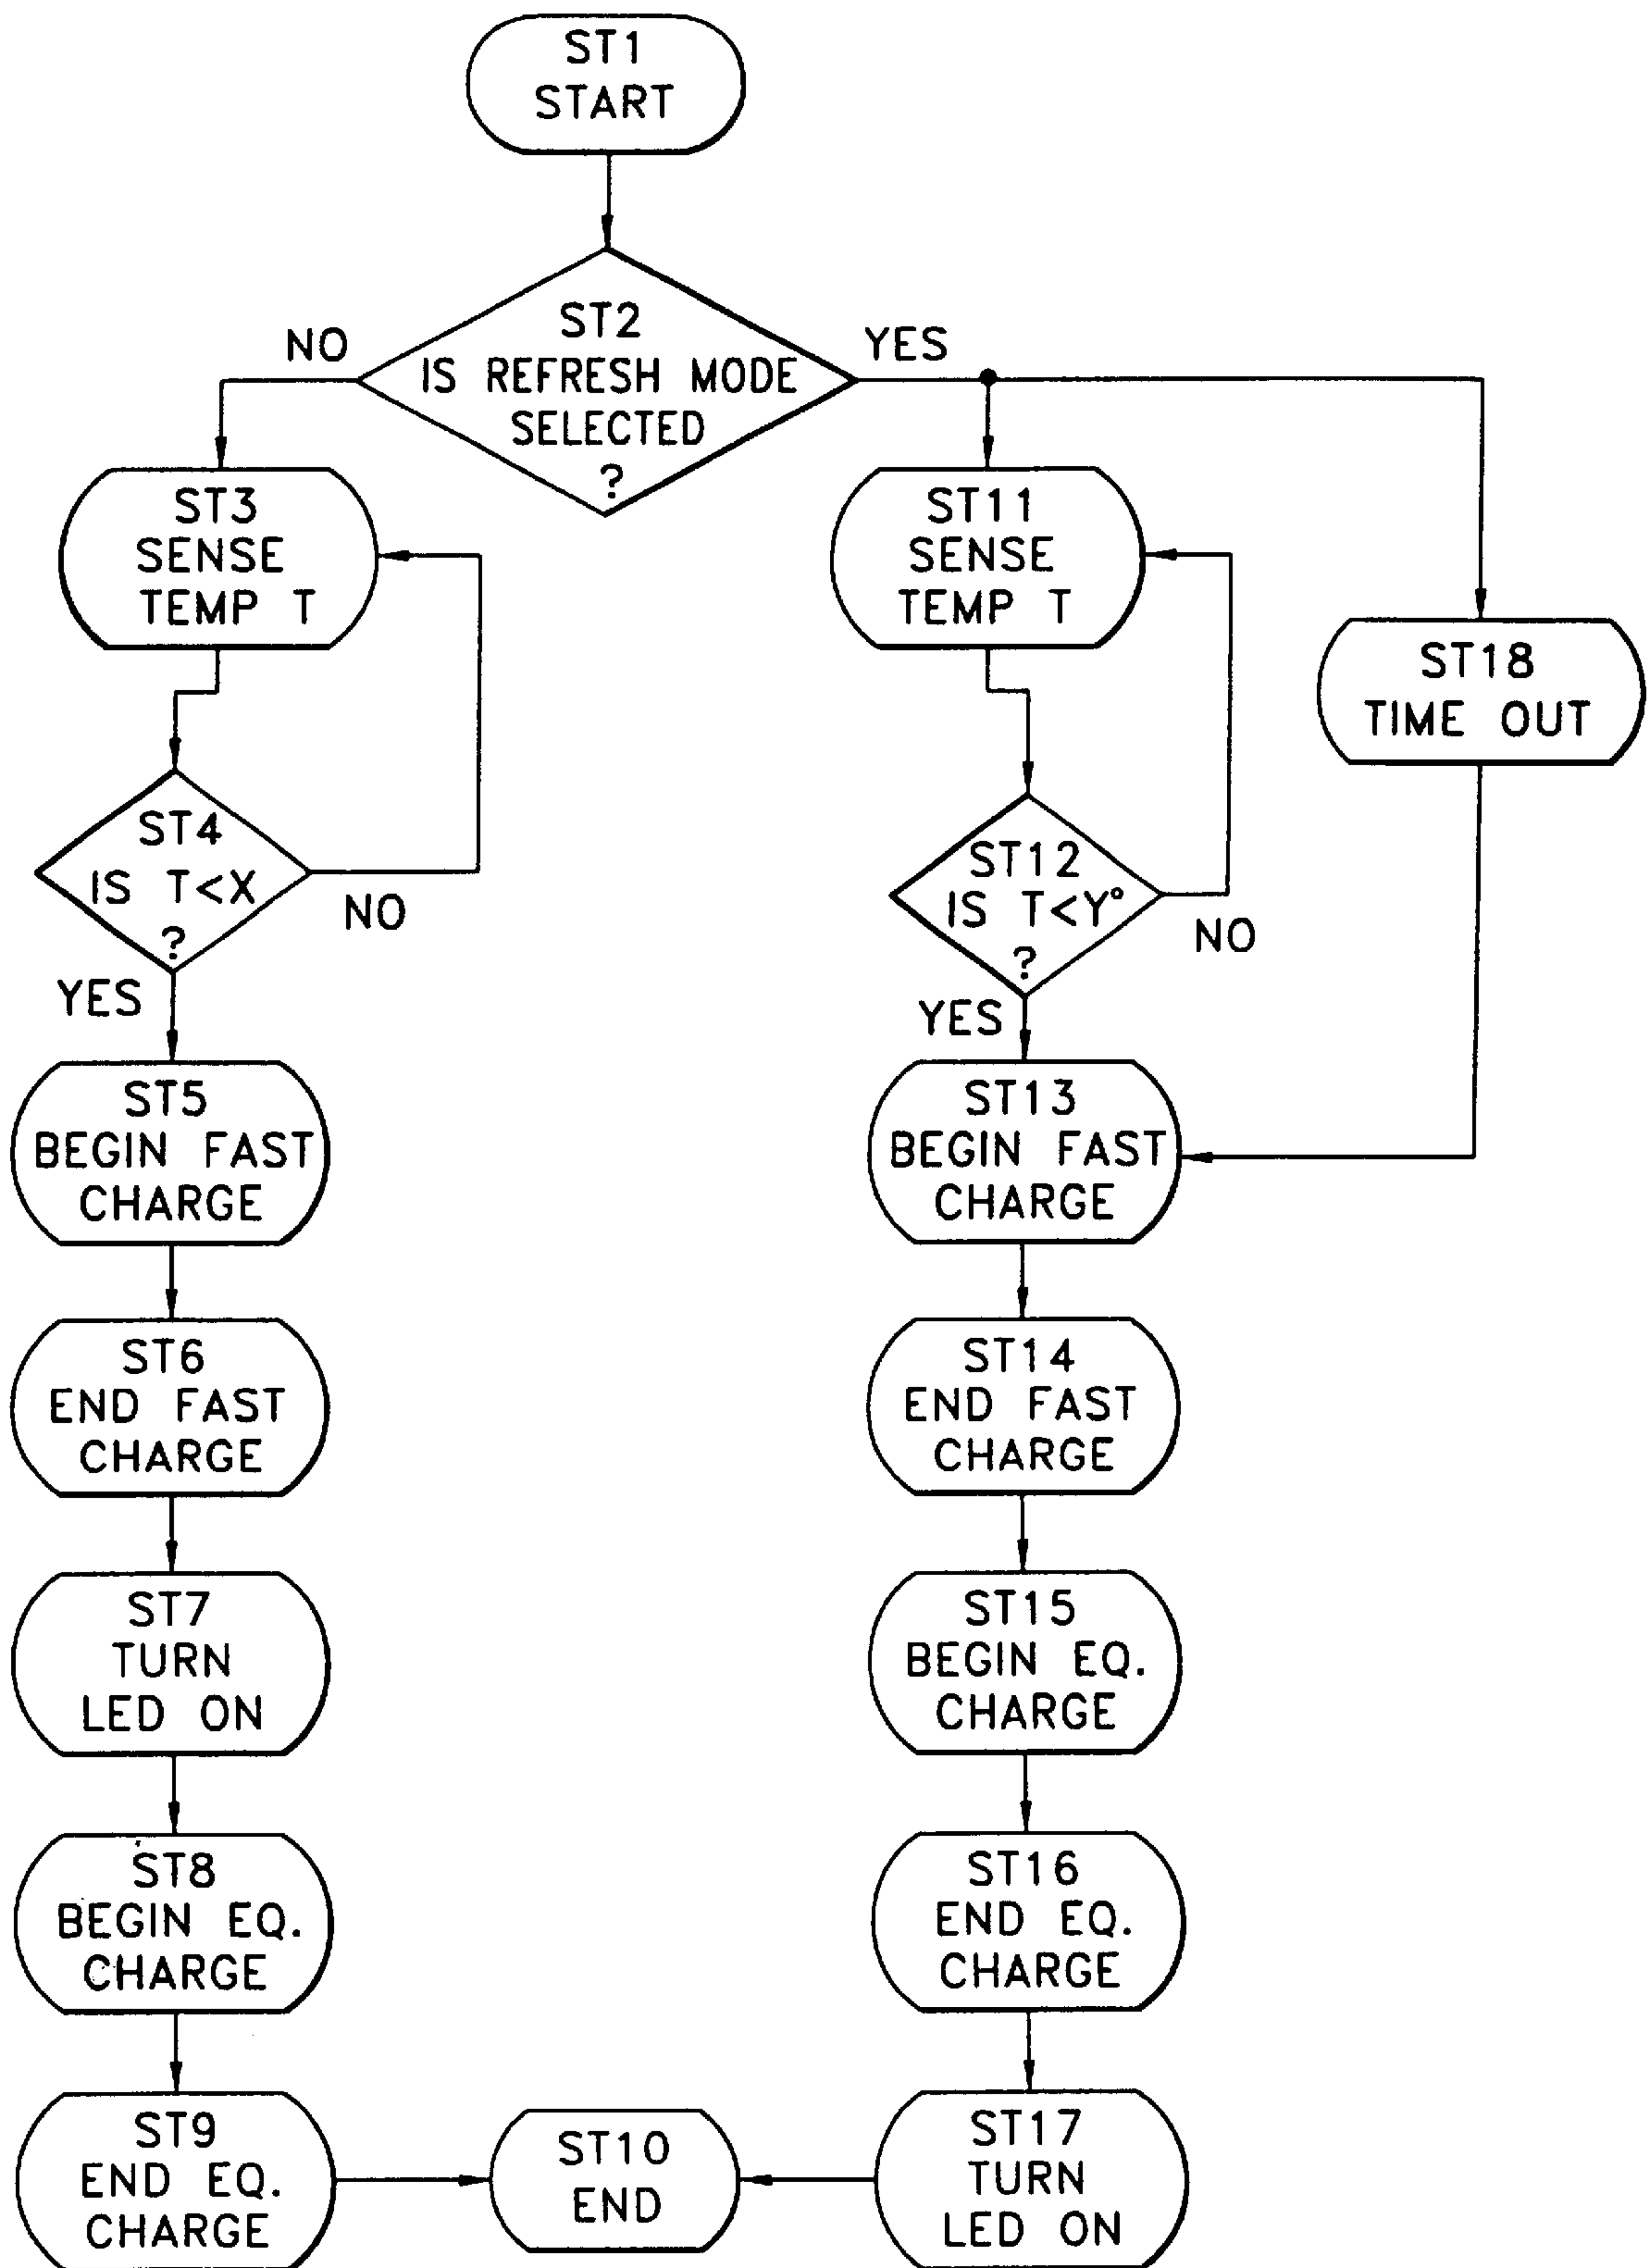 ST1
START
ST2
IS REFRESH MODE
SELECTED
?
NO
YES
ST3
SENSE
TEMP T
ST11
SENSE
TEMP T
ST18
TIME OUT
ST4
IS T<X
?
NO
YES
ST12
IS T<Y°
?
NO
YES
ST5
BEGIN FAST
CHARGE
ST13
BEGIN FAST
CHARGE
ST6
END FAST
CHARGE
ST14
END FAST
CHARGE
ST7
TURN
LED ON
ST15
BEGIN EQ.
CHARGE
ST8
BEGIN EQ.
CHARGE
ST16
END EQ.
CHARGE
ST9
END EQ.
CHARGE
ST10
END
ST17
TURN
LED ON